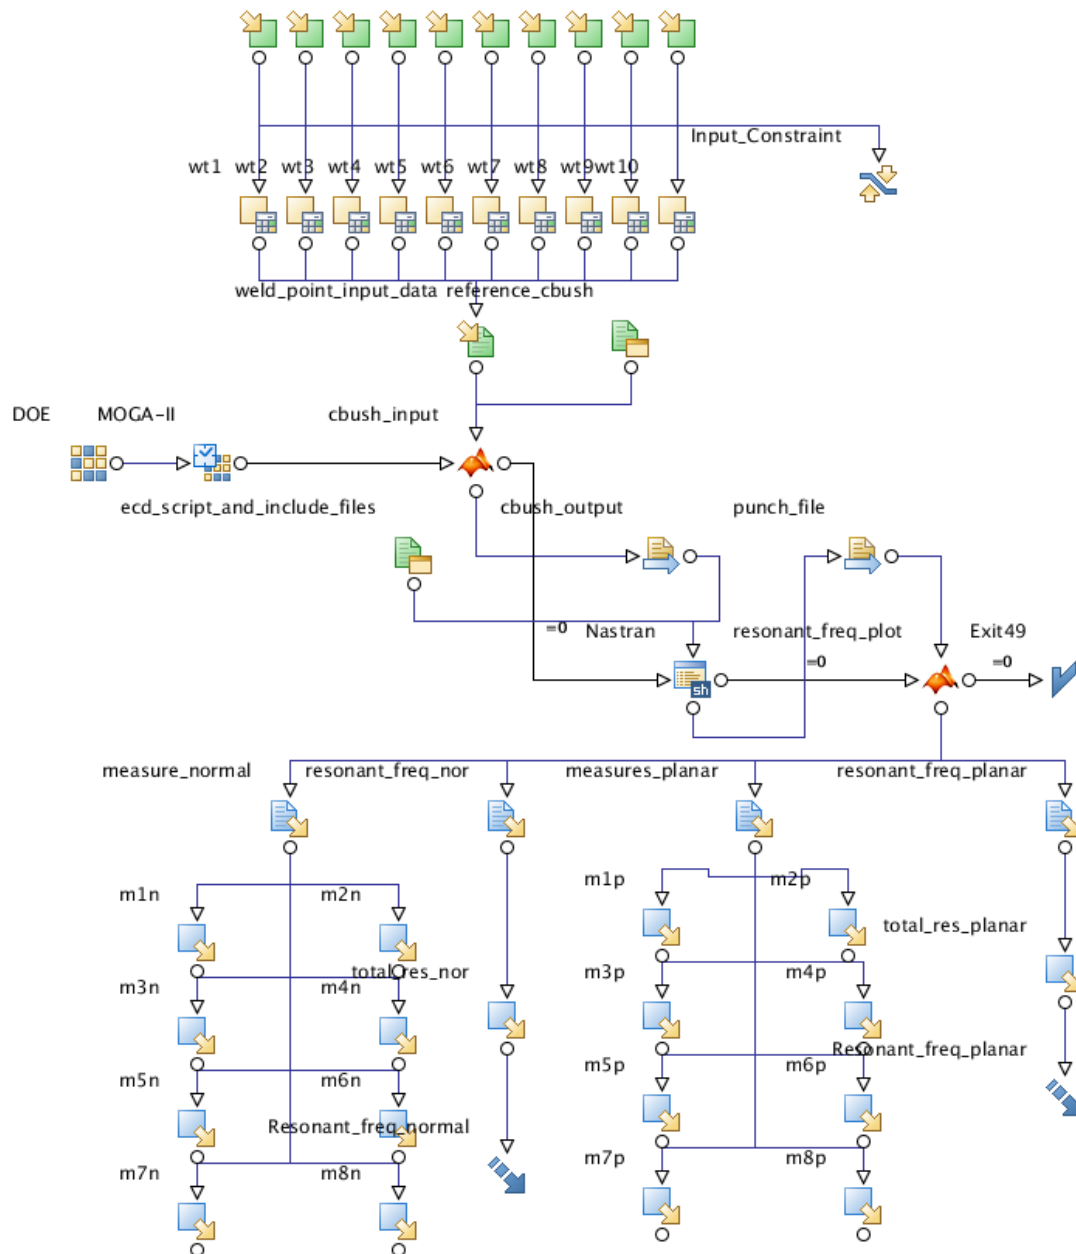 Input_Constraint
wt1 wt2 wt3 wt4 wt5 wt6 wt7 wt8 wt9 wt10
weld_point_input_data reference_cbush
DOE MOGA-II cbush_input
ecd_script_and_include_files cbush_output punch_file
=0 Nastran resonant_freq_plot Exit49
=0 =0
sh
measure_normal resonant_freq_nor measures_planar resonant_freq_planar
m1n m2n m1p m2p
total_res_planar
m3n total_res_nor m4n m3p m4p
Resonant_freq_planar
m5n m6n m5p m6p
Resonant_freq_normal
m7n m8n m7p m8p